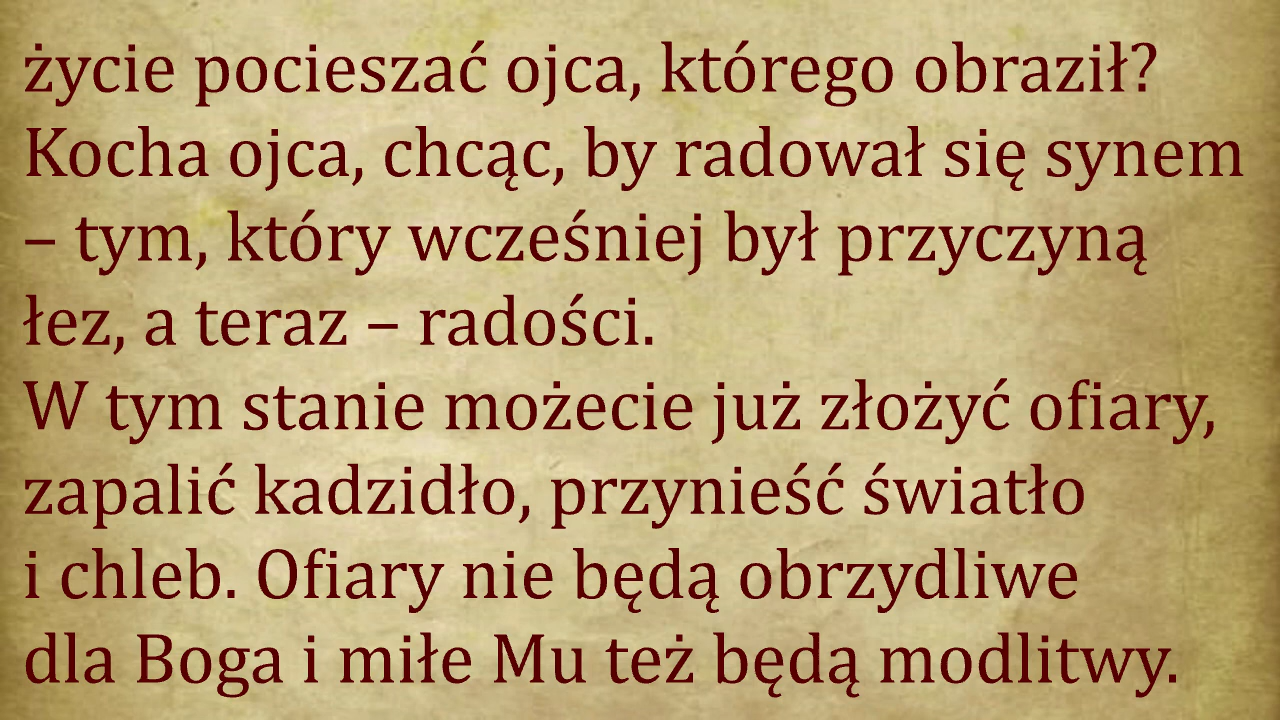 życie pocieszać ojca, którego obraził?
Kocha ojca, chcąc, by radował się synem
– tym, który wcześniej był przyczyną
łez, a teraz – radości.
W tym stanie możecie już złożyć ofiary,
zapalić kadzidło, przynieść światło
i chleb. Ofiary nie będą obrzydliwe
dla Boga i miłe Mu też będą modlitwy.